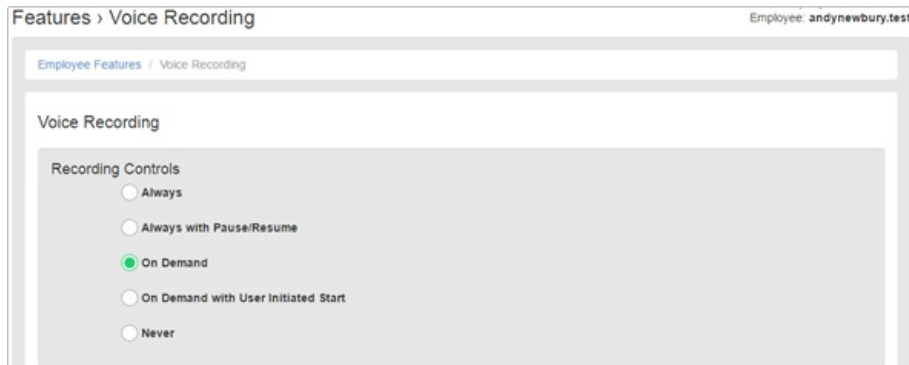 Features › Voice Recording
Employee: andynewbury.test
Employee Features / Voice Recording
Voice Recording
Recording Controls
Always
Always with Pause/Resume
On Demand
On Demand with User Initiated Start
Never